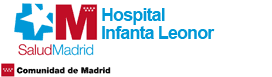 Hospital
Infanta Leonor
M
SaludMadrid
Comunidad de Madrid